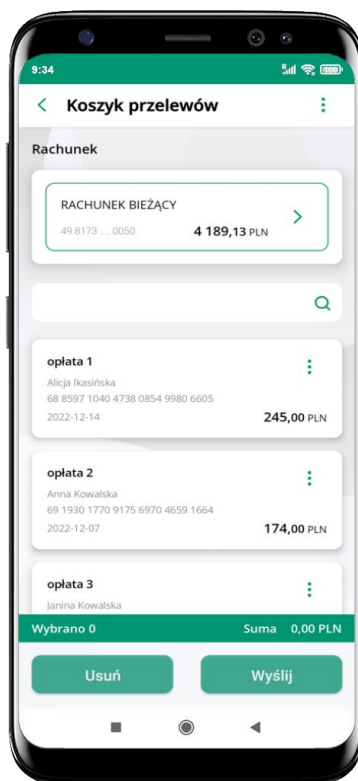 9:34
Koszyk przelewów
Rachunek
RACHUNEK BIEŻĄCY
49 8173 .... 0050 4 189,13 PLN
opłata 1
Alicja Ikasińska
68 8597 1040 4738 0854 9980 6605
2022-12-14 245,00 PLN
opłata 2
Anna Kowalska
69 1930 1770 9175 6970 4659 1664
2022-12-07 174,00 PLN
opłata 3
Janina Kowalska
Wybrano 0 Suma 0,00 PLN
Usuń Wyślij